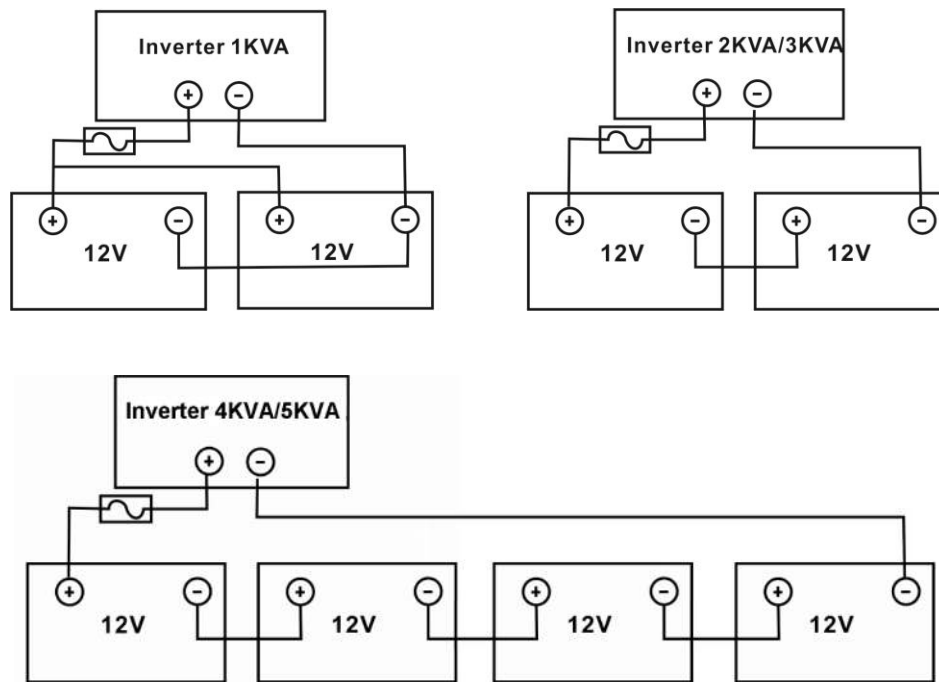 Inverter 1KVA
+ −
+ − + −
12V 12V
Inverter 2KVA/3KVA
+ −
+ − + −
12V 12V
Inverter 4KVA/5KVA
+ −
+ − + − + − + −
12V 12V 12V 12V